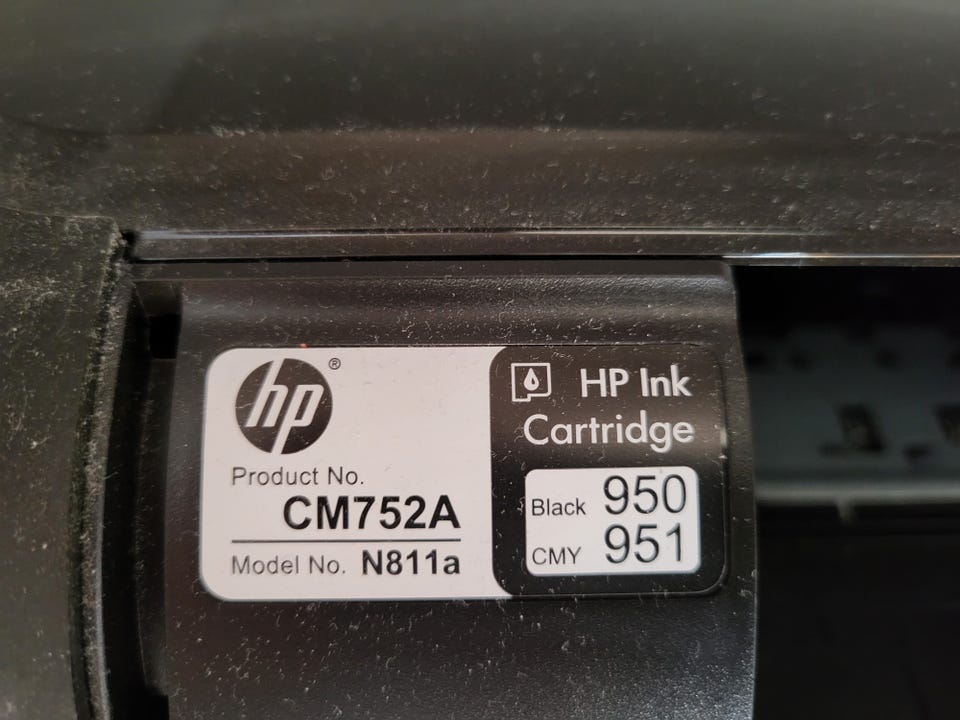 hp®
Product No.
CM752A
Model No. N811a
HP Ink
Cartridge
Black 950
CMY 951